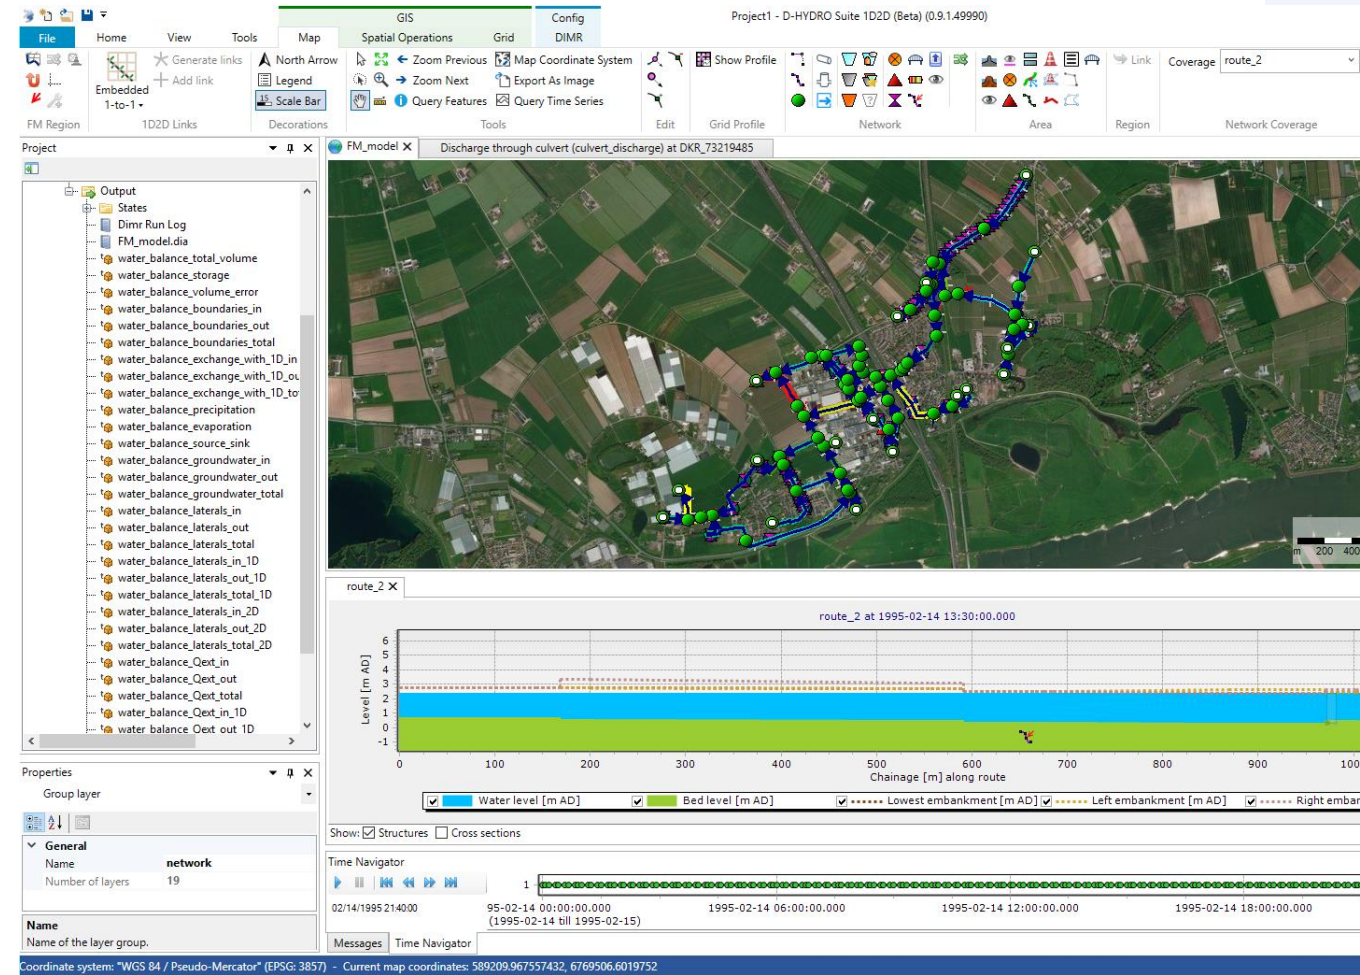 Project1 - D-HYDRO Suite 1D2D (Beta) (0.9.1.49990)
GIS
Config
File
Home
View
Tools
Map
Spatial Operations
Grid
DIMR
Embedded
1-to-1
Generate links
Add link
North Arrow
Legend
Scale Bar
Zoom Previous
Zoom Next
Query Features
Map Coordinate System
Export As Image
Query Time Series
Show Profile
Link
Coverage
route_2
FM Region
1D2D Links
Decorations
Tools
Edit
Grid Profile
Network
Area
Region
Network Coverage
Project
Output
States
Dimr Run Log
FM_model.dia
water_balance_total_volume
water_balance_storage
water_balance_volume_error
water_balance_boundaries_in
water_balance_boundaries_out
water_balance_boundaries_total
water_balance_exchange_with_1D_in
water_balance_exchange_with_1D_ou
water_balance_exchange_with_1D_to
water_balance_precipitation
water_balance_evaporation
water_balance_source_sink
water_balance_groundwater_in
water_balance_groundwater_out
water_balance_groundwater_total
water_balance_laterals_in
water_balance_laterals_out
water_balance_laterals_total
water_balance_laterals_in_1D
water_balance_laterals_out_1D
water_balance_laterals_total_1D
water_balance_laterals_in_2D
water_balance_laterals_out_2D
water_balance_laterals_total_2D
water_balance_Qext_in
water_balance_Qext_out
water_balance_Qext_total
water_balance_Qext_in_1D
water_balance_Qext_out_1D
Properties
Group layer
General
Name network
Number of layers 19
Name
Name of the layer group.
FM_model
Discharge through culvert (culvert_discharge) at DKR_73219485
m 200 400
route_2
route_2 at 1995-02-14 13:30:00.000
Level [m AD]
6
5
4
3
2
1
0
-1
0 100 200 300 400 500 600 700 800 900 100
Chainage [m] along route
Water level [m AD] Bed level [m AD] Lowest embankment [m AD] Left embankment [m AD] Right embar
Show: Structures Cross sections
Time Navigator
1
02/14/1995 21:40:00
95-02-14 00:00:00.000 1995-02-14 06:00:00.000 1995-02-14 12:00:00.000 1995-02-14 18:00:00.000
(1995-02-14 till 1995-02-15)
Messages
Time Navigator
Coordinate system: "WGS 84 / Pseudo-Mercator" (EPSG: 3857) - Current map coordinates: 589209.967557432, 6769506.6019752